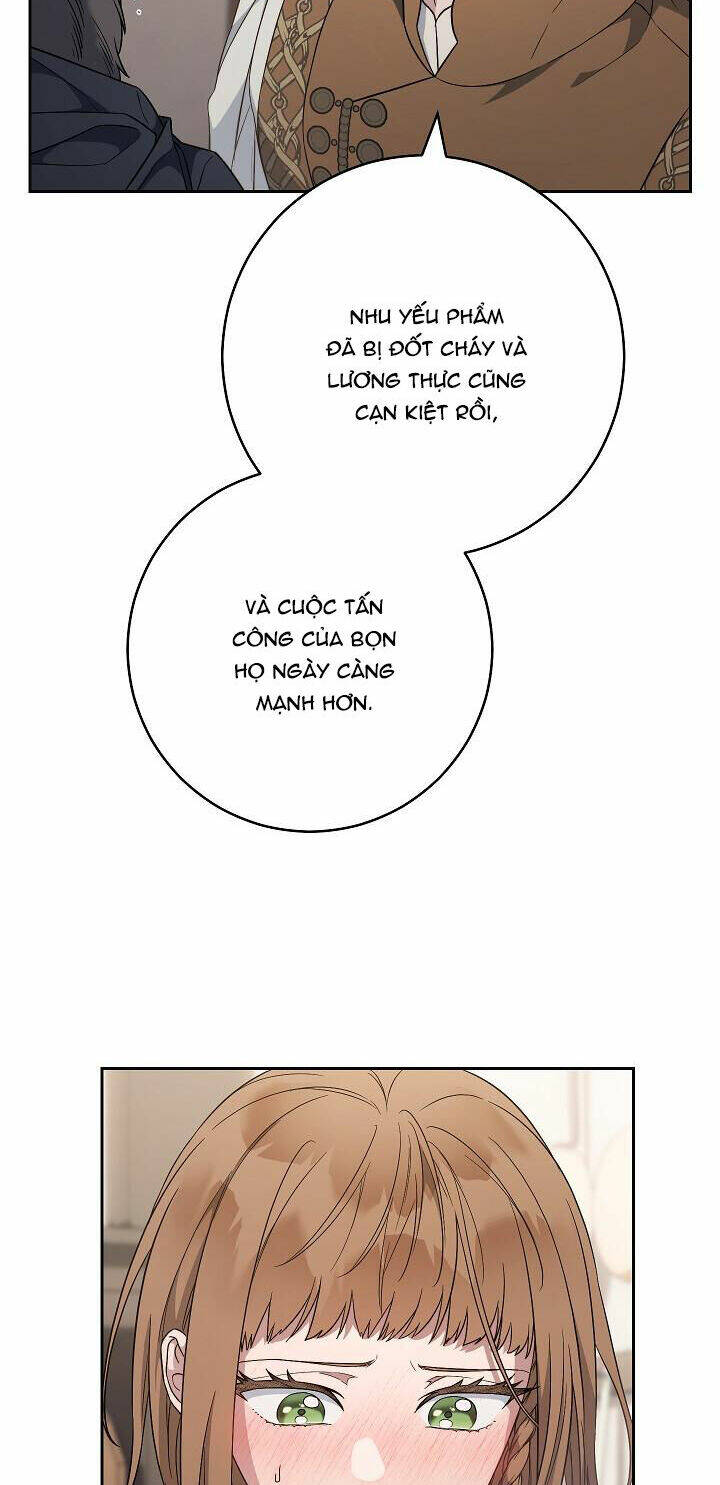 NHU YẾU PHẨM
ĐÃ BỊ ĐỐT CHÁY VÀ
LƯƠNG THỰC CŨNG
CẠN KIỆT RỒI,
VÀ CUỘC TẤN
CÔNG CỦA BỌN
HỌ NGÀY CÀNG
MẠNH HƠN.